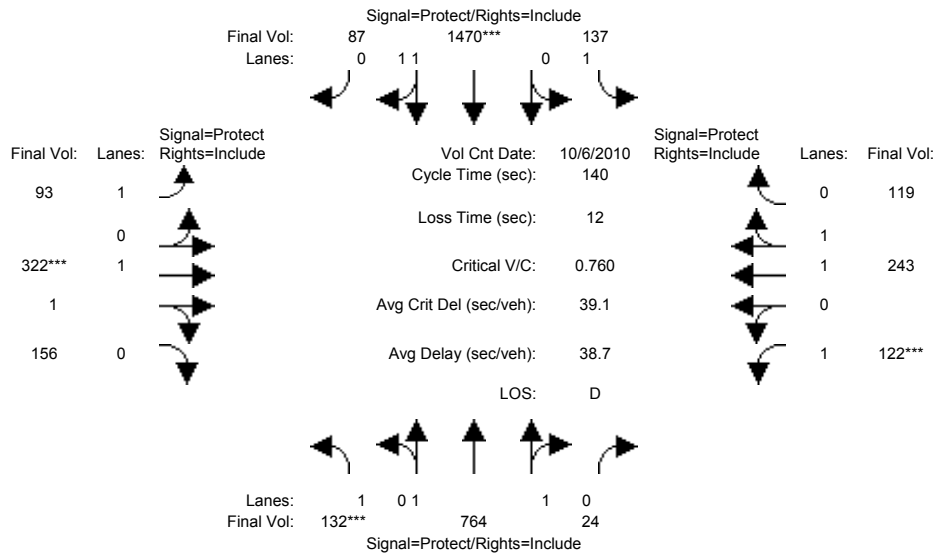 Signal=Protect/Rights=Include
Final Vol: 87 1470*** 137
Lanes: 0 1 1 0 1
Signal=Protect Signal=Protect
Final Vol: Lanes: Rights=Include Vol Cnt Date: 10/6/2010 Rights=Include Lanes: Final Vol:
Cycle Time (sec): 140
93 1 0 119
Loss Time (sec): 12
0 1
322*** 1 Critical V/C: 0.760 1 243
1 Avg Crit Del (sec/veh): 39.1 0
156 0 Avg Delay (sec/veh): 38.7 1 122***
LOS: D
Lanes: 1 0 1 1 0
Final Vol: 132*** 764 24
Signal=Protect/Rights=Include